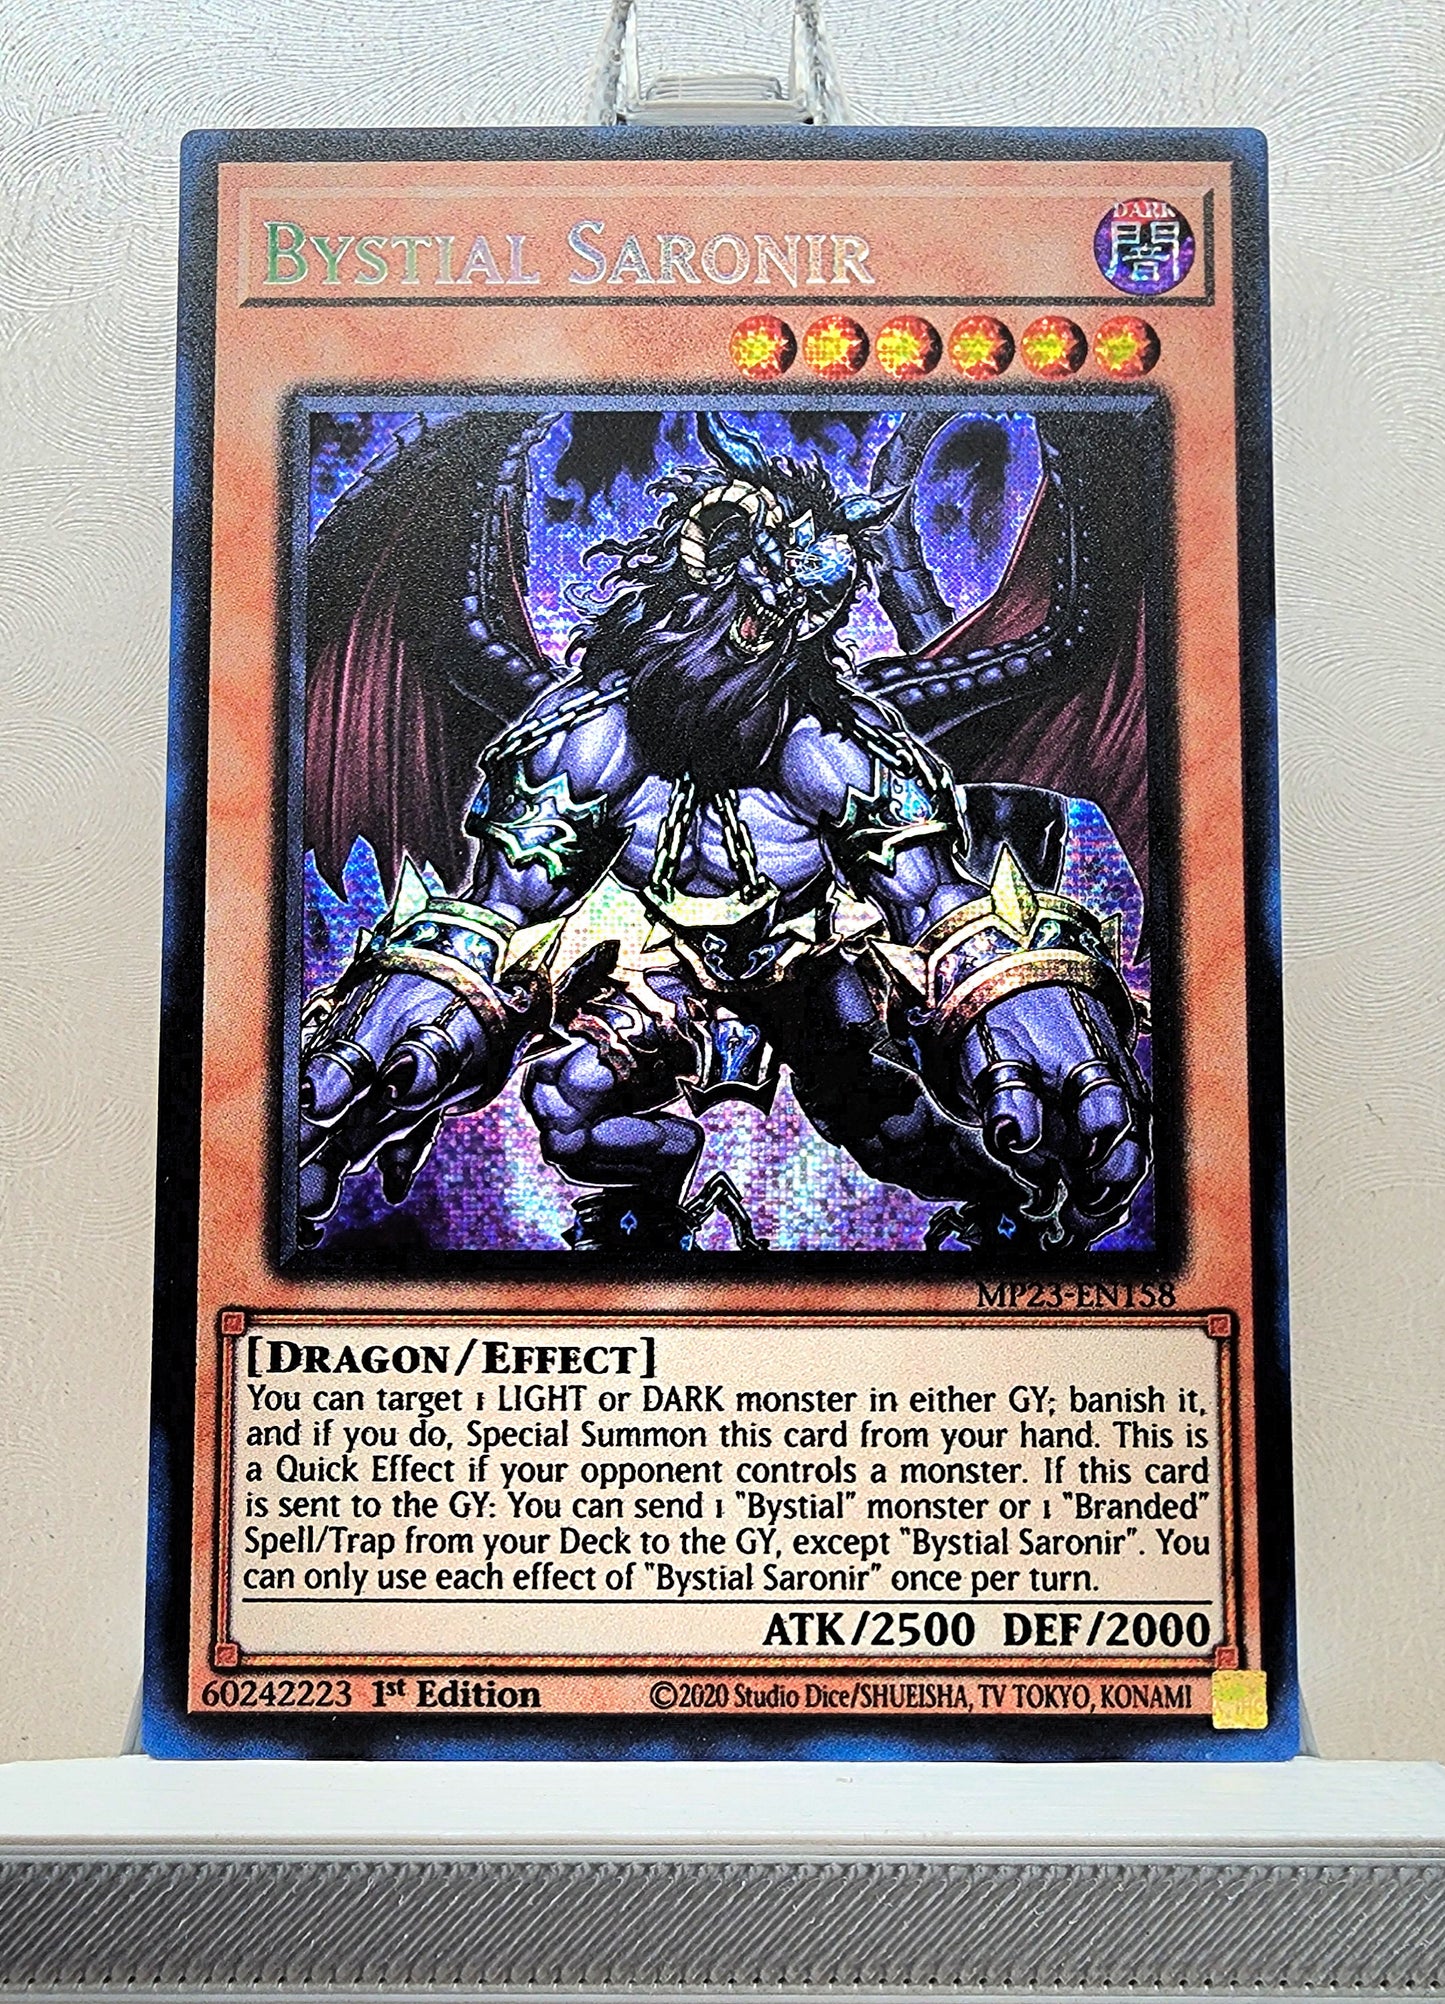 BYSTIAL SARONIR
DARK
闇
MP23-EN158
[DRAGON/EFFECT]
You can target 1 LIGHT or DARK monster in either GY; banish it,
and if you do, Special Summon this card from your hand. This is
a Quick Effect if your opponent controls a monster. If this card
is sent to the GY: You can send 1 "Bystial" monster or 1 "Branded"
Spell/Trap from your Deck to the GY, except "Bystial Saronir". You
can only use each effect of "Bystial Saronir" once per turn.
ATK/2500 DEF/2000
60242223 1st Edition ©2020 Studio Dice/SHUEISHA, TV TOKYO, KONAMI